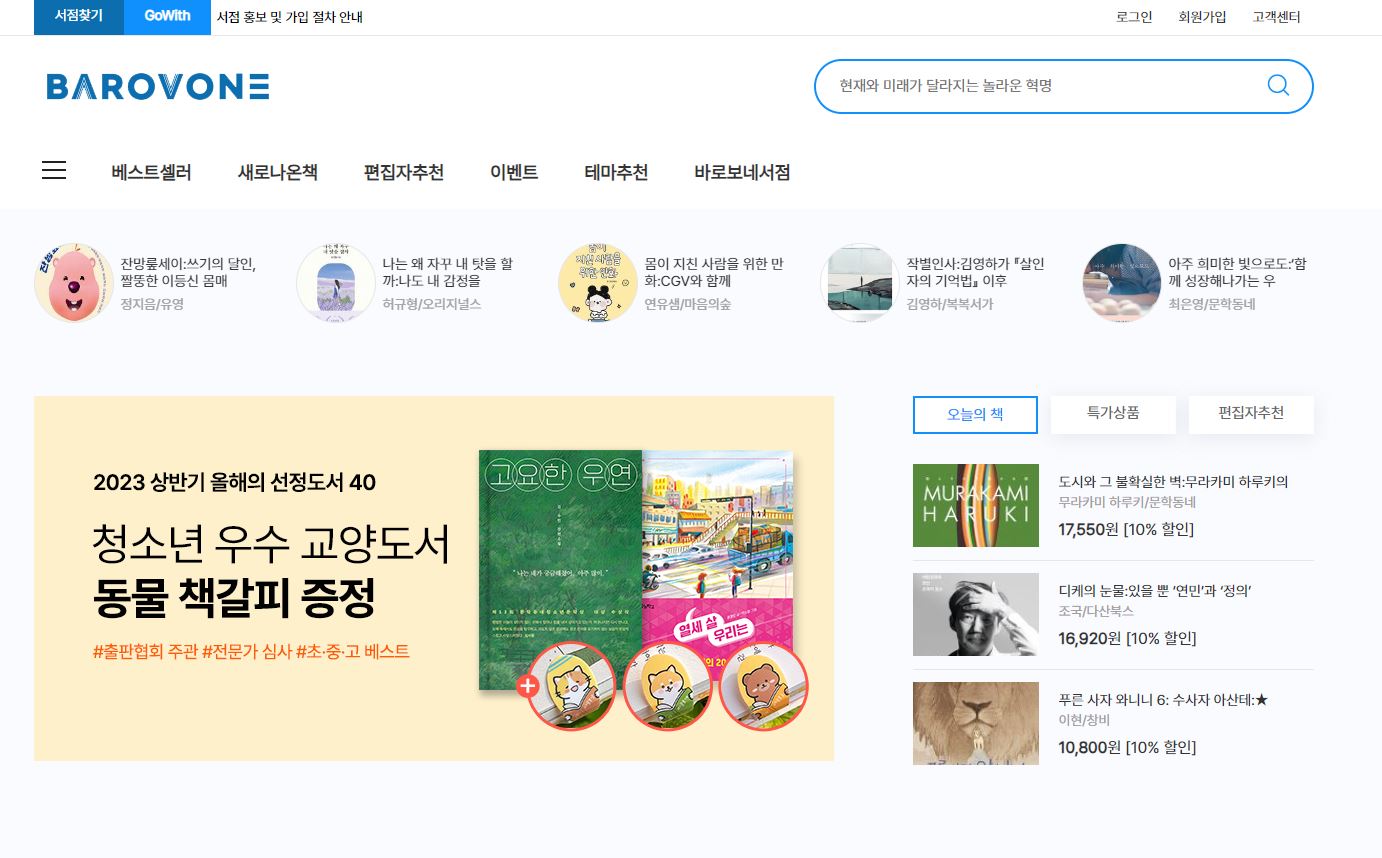 서점찾기
GoWith
서점 홍보 및 가입 절차 안내
로그인
회원가입
고객센터
BAROVONE
현재와 미래가 달라지는 놀라운 혁명
베스트셀러
새로나온책
편집자추천
이벤트
테마추천
바로보네서점
잔망룾세이:쓰기의 달인,
짤뚱한 이등신 몸매
정지음/유영
나는 왜 자꾸 내 탓을 할
까:나도 내 감정을
허규형/오리지널스
몸이 지친 사람을 위한 만
화:CGV와 함께
연유샘/마음의숲
작별인사:김영하가 『살인
자의 기억법』 이후
김영하/복복서가
아주 희미한 빛으로도:‘함
께 성장해나가는 우
최은영/문학동네
2023 상반기 올해의 선정도서 40
청소년 우수 교양도서
동물 책갈피 증정
#출판협회 주관 #전문가 심사 #초·중·고 베스트
고요한 우연
“나는 네가 궁금해졌어, 아주 많이.”
열세 살
우리는
오늘의 책
특가상품
편집자추천
MURAKAMI
HARUKI
도시와 그 불확실한 벽:무라카미 하루키의
무라카미 하루키/문학동네
17,550원 [10% 할인]
디케의 눈물:있을 뿐 ‘연민’과 ‘정의’
조국/다산북스
16,920원 [10% 할인]
푸른 사자 와니니 6: 수사자 아산테:★
이현/창비
10,800원 [10% 할인]